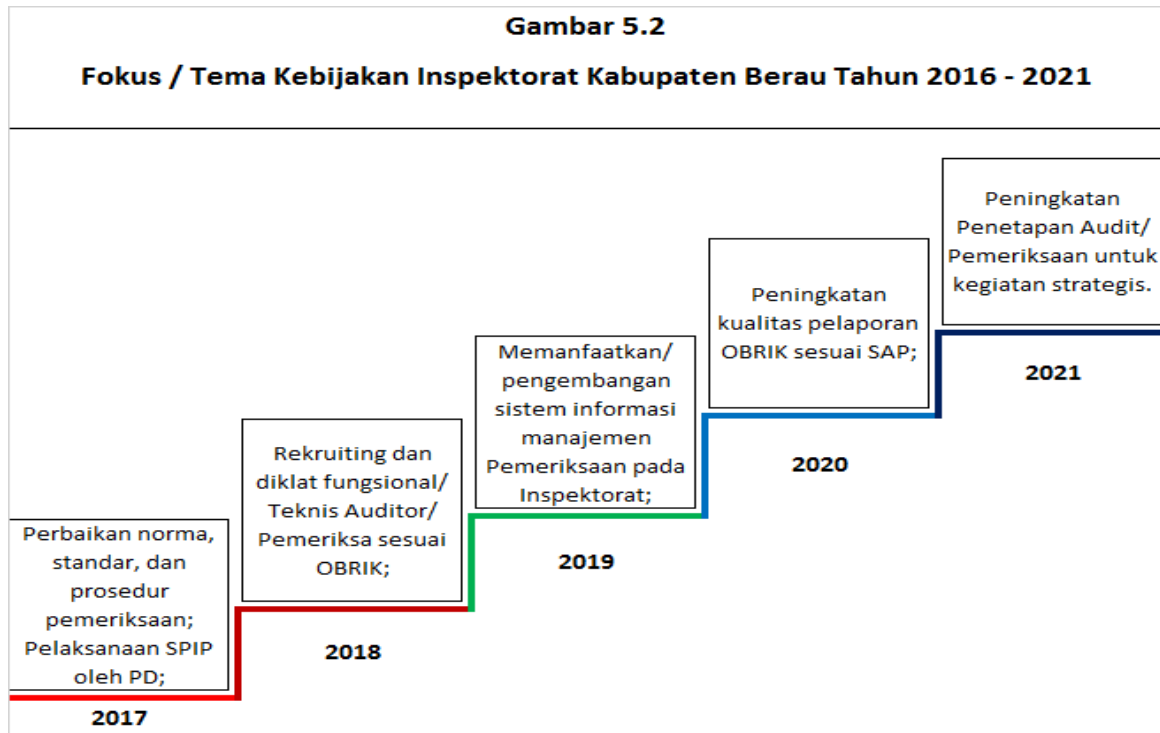 Gambar 5.2
Fokus / Tema Kebijakan Inspektorat Kabupaten Berau Tahun 2016 - 2021
Perbaikan norma,
standar, dan
prosedur
pemeriksaan;
Pelaksanaan SPIP
oleh PD;
2017
Rekruiting dan
diklat fungsional/
Teknis Auditor/
Pemeriksa sesuai
OBRIK;
2018
Memanfaatkan/
pengembangan
sistem informasi
manajemen
Pemeriksaan pada
Inspektorat;
2019
Peningkatan
kualitas pelaporan
OBRIK sesuai SAP;
2020
Peningkatan
Penetapan Audit/
Pemeriksaan untuk
kegiatan strategis.
2021